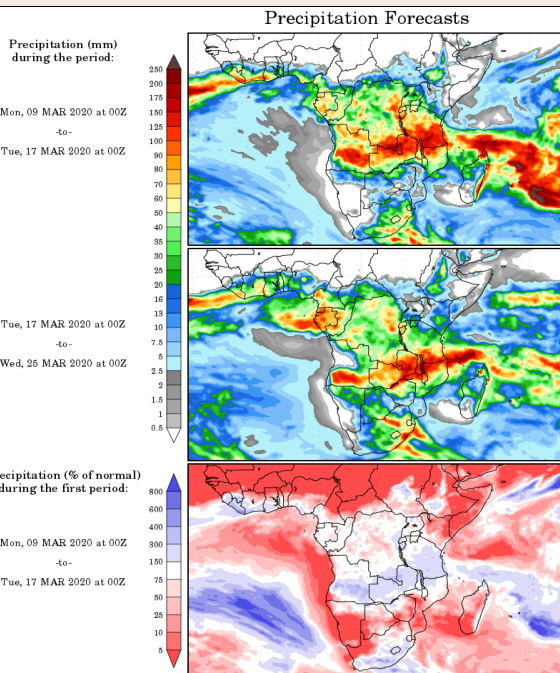 Precipitation Forecasts
Precipitation (mm)
during the period:
Mon, 09 MAR 2020 at 00Z
-to-
Tue, 17 MAR 2020 at 00Z
250
200
175
150
125
100
90
80
70
60
50
40
35
30
25
20
16
13
10
7.5
5
2.5
2
1.5
1
0.5
Tue, 17 MAR 2020 at 00Z
-to-
Wed, 25 MAR 2020 at 00Z
ecipitation (% of normal)
during the first period:
Mon, 09 MAR 2020 at 00Z
-to-
Tue, 17 MAR 2020 at 00Z
800
600
400
300
150
75
50
25
10
5